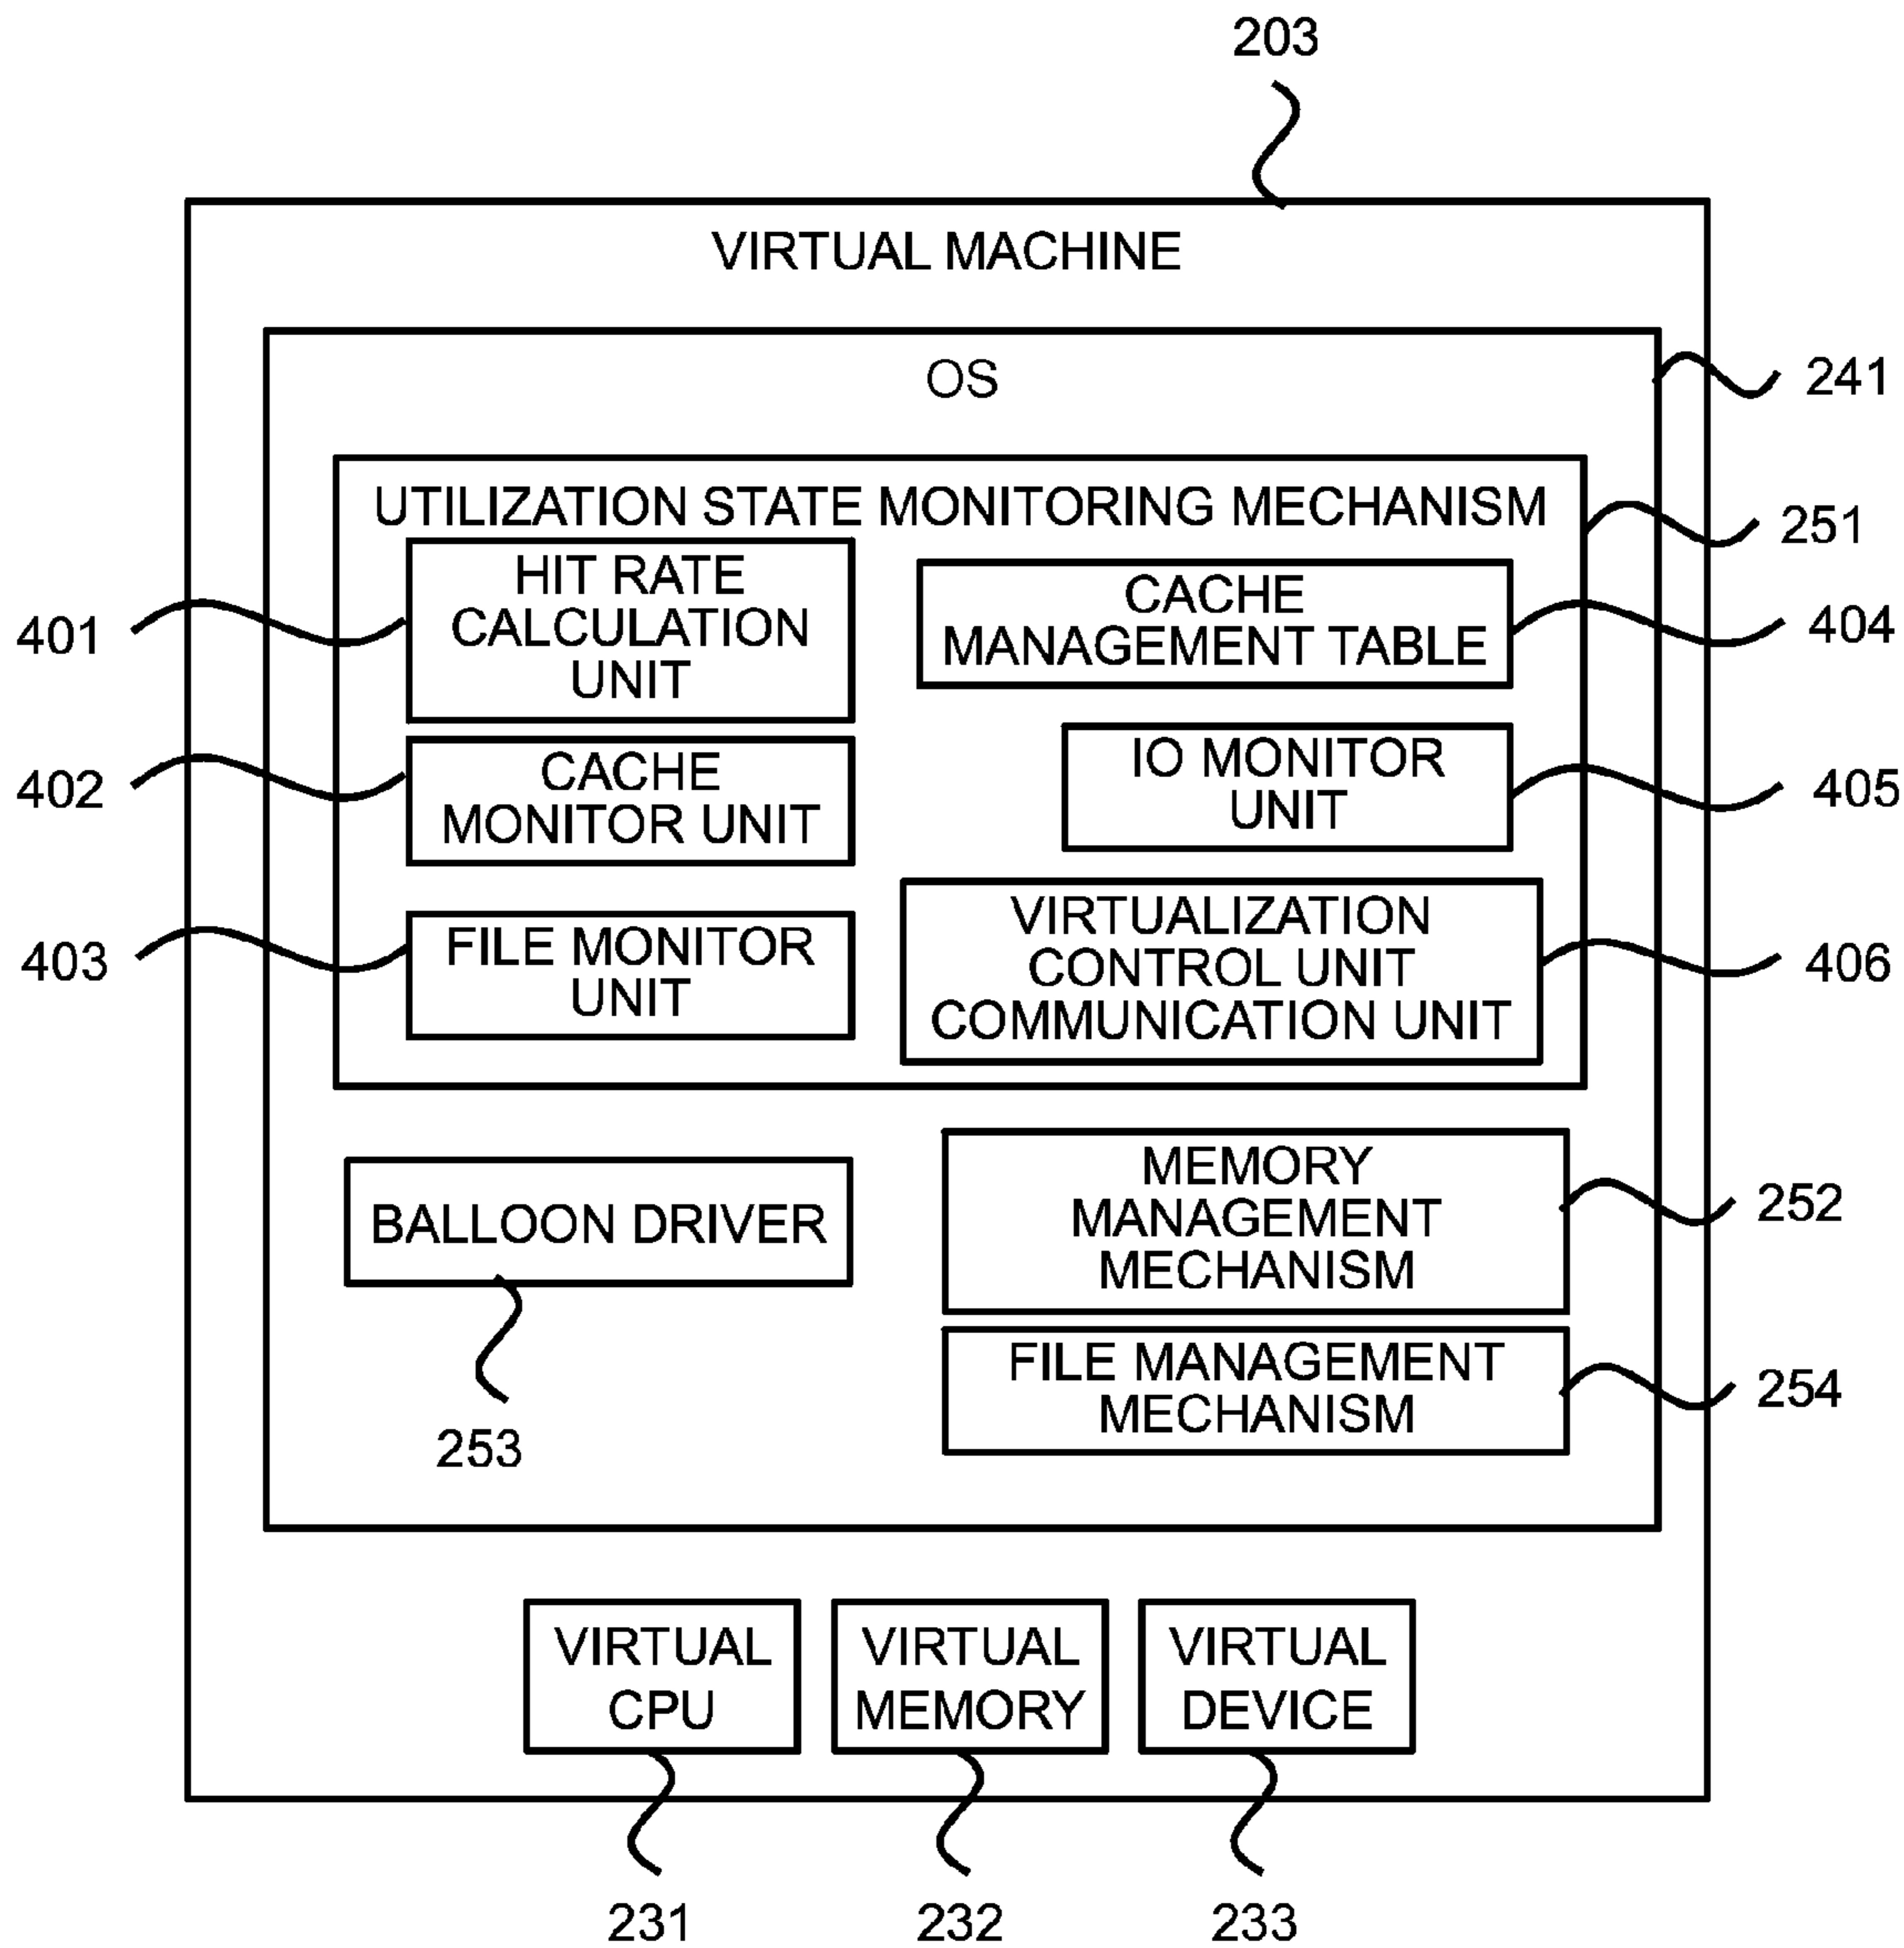 203
VIRTUAL MACHINE
OS
241
UTILIZATION STATE MONITORING MECHANISM
251
HIT RATE
CALCULATION
UNIT
401
CACHE
MANAGEMENT TABLE
404
CACHE
MONITOR UNIT
402
IO MONITOR
UNIT
405
FILE MONITOR
UNIT
403
VIRTUALIZATION
CONTROL UNIT
COMMUNICATION UNIT
406
BALLOON DRIVER
253
MEMORY
MANAGEMENT
MECHANISM
252
FILE MANAGEMENT
MECHANISM
254
VIRTUAL
CPU
VIRTUAL
MEMORY
VIRTUAL
DEVICE
231
232
233